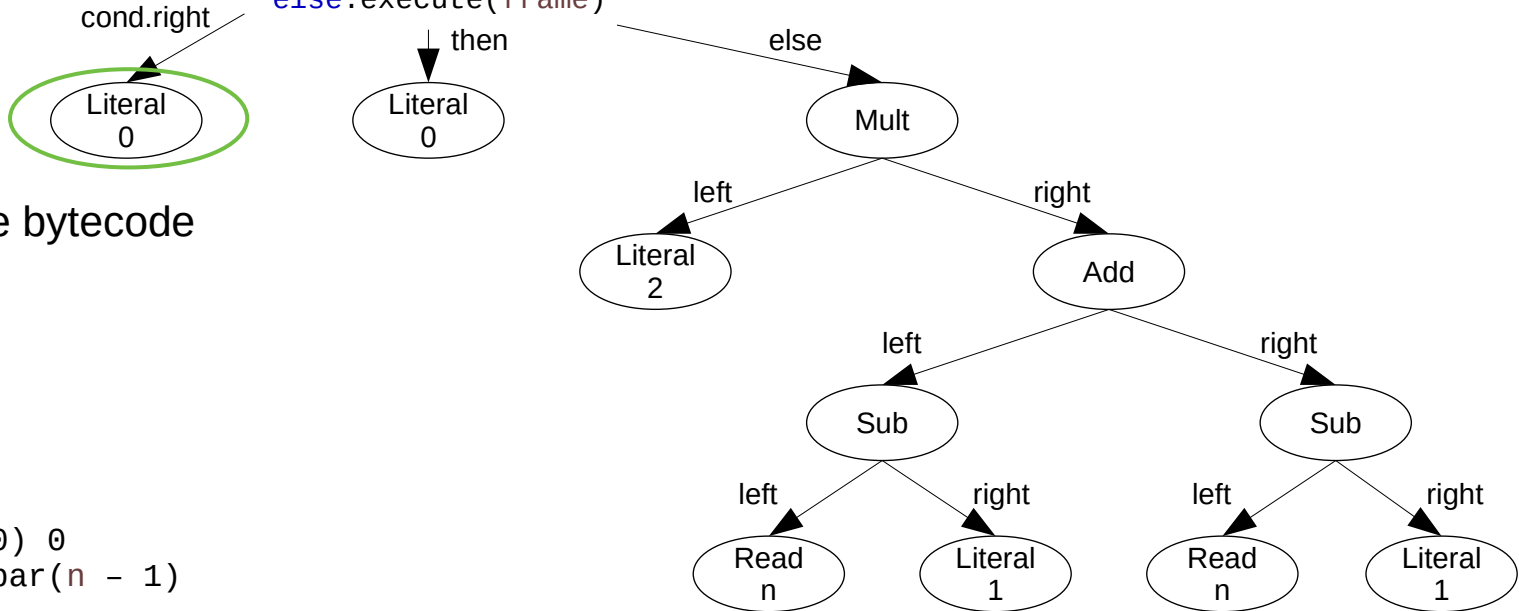 else.execute(frame)
cond.right
then
else
Literal
0
Literal
0
Mult
left
right
bytecode
Literal
2
Add
left
right
Sub
Sub
left
right
left
right
0) 0
bar(n – 1)
Read
n
Literal
1
Read
n
Literal
1